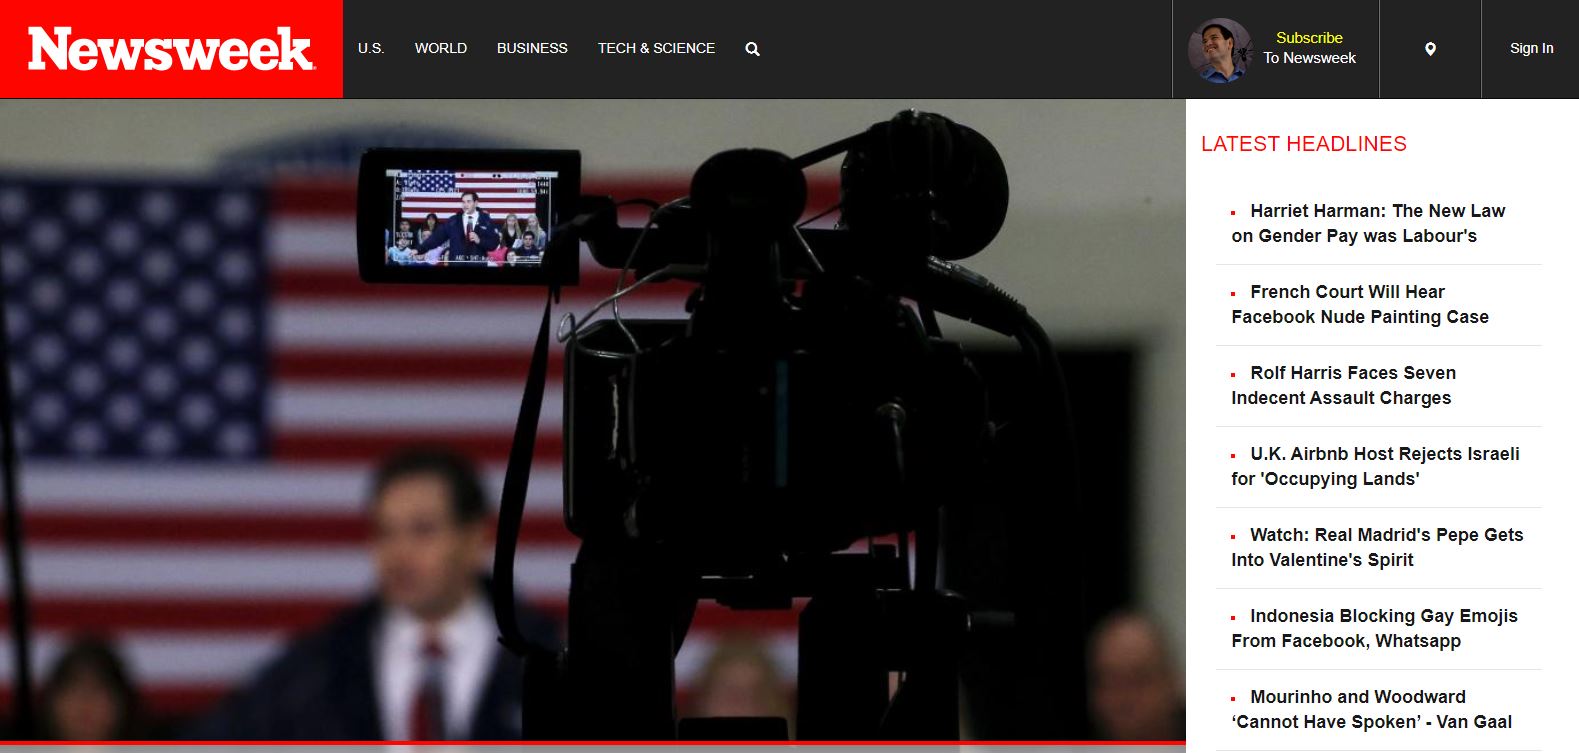 Newsweek
U.S.
WORLD
BUSINESS
TECH & SCIENCE
Subscribe
To Newsweek
Sign In
LATEST HEADLINES
Harriet Harman: The New Law
on Gender Pay was Labour's
French Court Will Hear
Facebook Nude Painting Case
Rolf Harris Faces Seven
Indecent Assault Charges
U.K. Airbnb Host Rejects Israeli
for 'Occupying Lands'
Watch: Real Madrid's Pepe Gets
Into Valentine's Spirit
Indonesia Blocking Gay Emojis
From Facebook, Whatsapp
Mourinho and Woodward
‘Cannot Have Spoken’ - Van Gaal